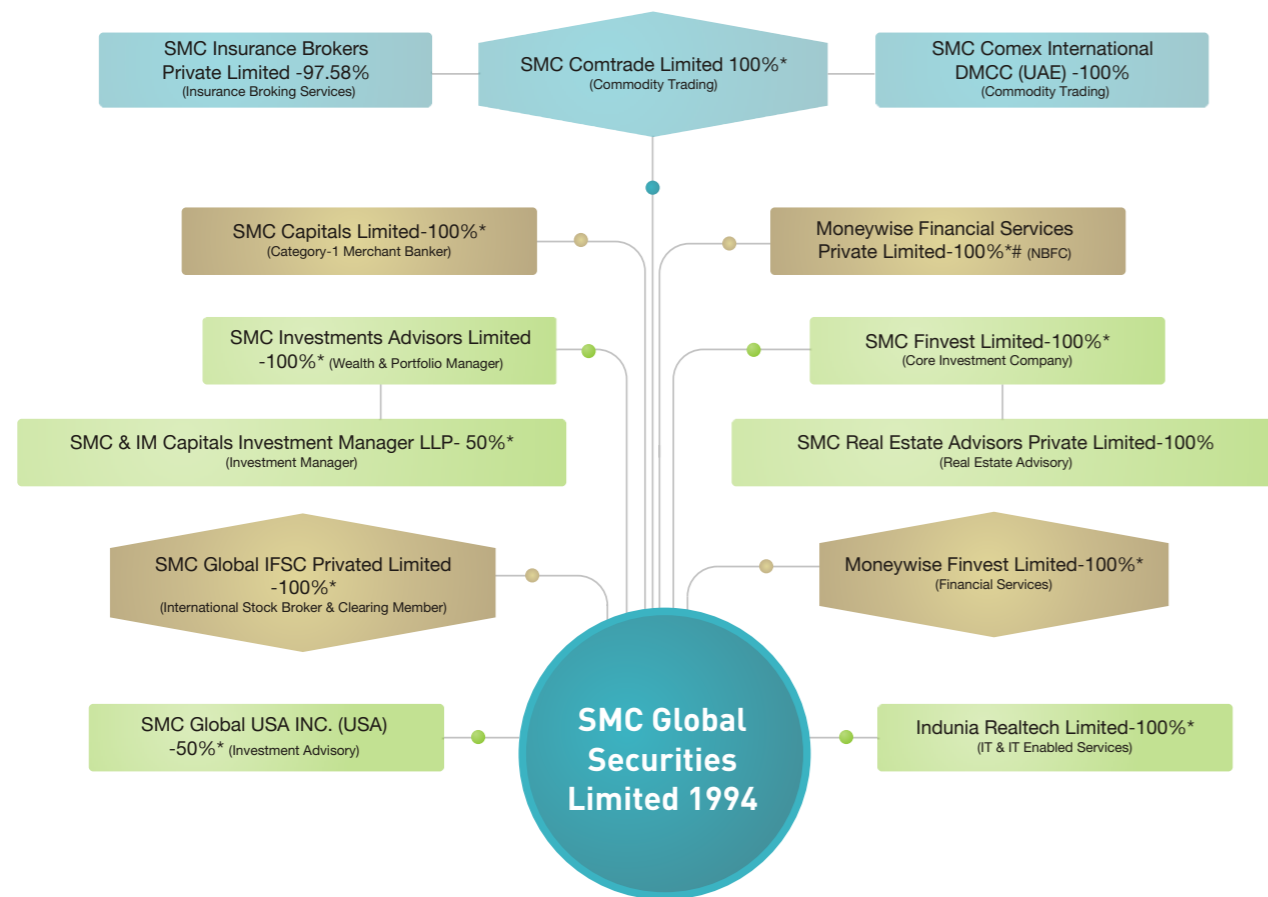 SMC Insurance Brokers
Private Limited -97.58%
(Insurance Broking Services)
SMC Comtrade Limited 100%*
(Commodity Trading)
SMC Comex International
DMCC (UAE) -100%
(Commodity Trading)
SMC Capitals Limited-100%*
(Category-1 Merchant Banker)
Moneywise Financial Services
Private Limited-100%*# (NBFC)
SMC Investments Advisors Limited
-100%* (Wealth & Portfolio Manager)
SMC Finvest Limited-100%*
(Core Investment Company)
SMC & IM Capitals Investment Manager LLP- 50%*
(Investment Manager)
SMC Real Estate Advisors Private Limited-100%
(Real Estate Advisory)
SMC Global IFSC Privated Limited
-100%*
(International Stock Broker & Clearing Member)
Moneywise Finvest Limited-100%*
(Financial Services)
SMC Global USA INC. (USA)
-50%* (Investment Advisory)
SMC Global
Securities
Limited 1994
Indunia Realtech Limited-100%*
(IT & IT Enabled Services)